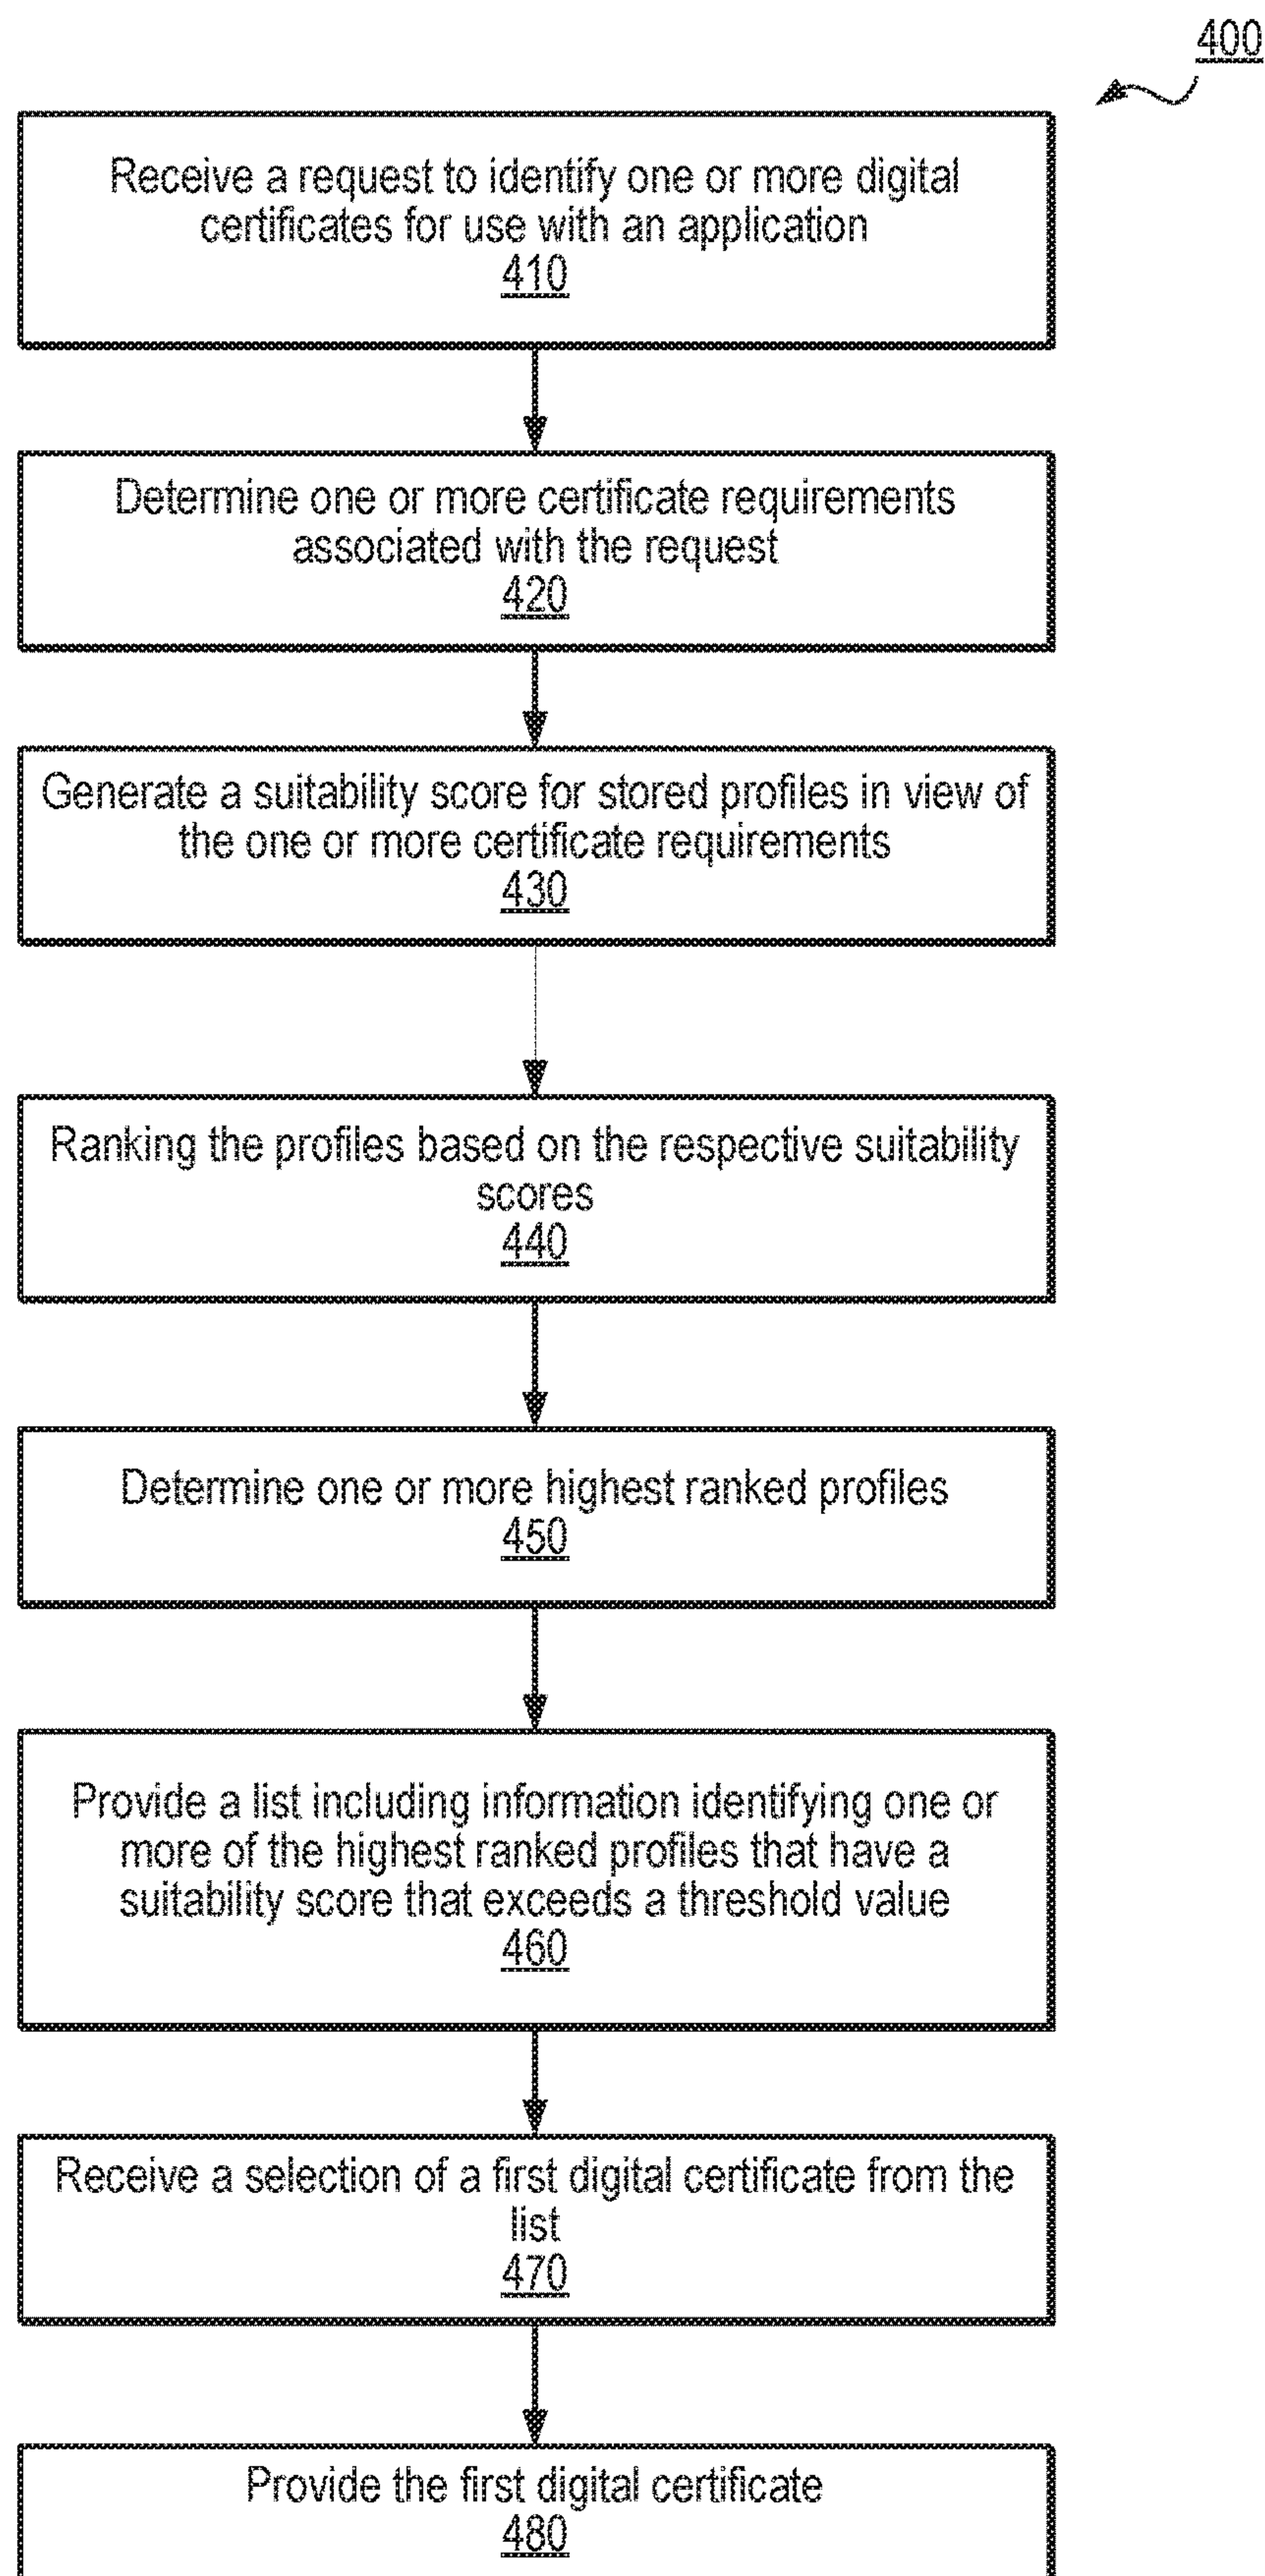 400
Receive a request to identify one or more digital
certificates for use with an application
410
Determine one or more certificate requirements
associated with the request
420
Generate a suitability score for stored profiles in view of
the one or more certificate requirements
430
Ranking the profiles based on the respective suitability
scores
440
Determine one or more highest ranked profiles
450
Provide a list including information identifying one or
more of the highest ranked profiles that have a
suitability score that exceeds a threshold value
460
Receive a selection of a first digital certificate from the
list
470
Provide the first digital certificate
480